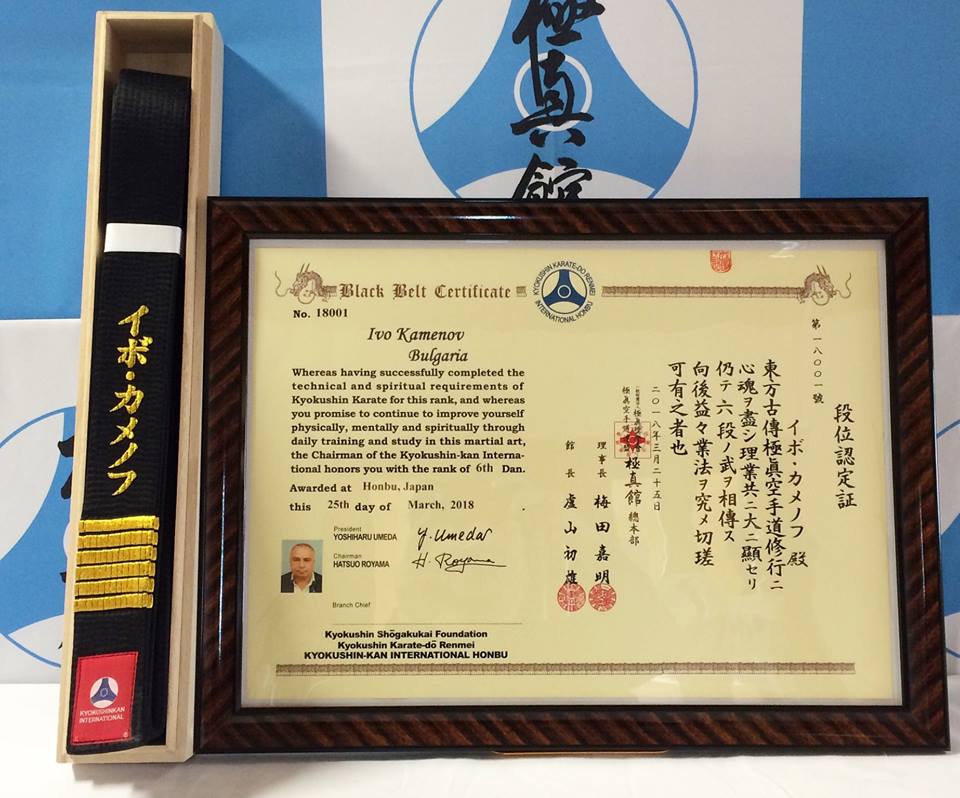 極真館
イボ・カメノフ
KYOKUSHINKAN
INTERNATIONAL
Black Belt Certificate
KYOKUSHIN KARATE-DO RENMEI
INTERNATIONAL HONBU
No. 18001
Ivo Kamenov
Bulgaria
Whereas having successfully completed the
technical and spiritual requirements of
Kyokushin Karate for this rank, and whereas
you promise to continue to improve yourself
physically, mentally and spiritually through
daily training and study in this martial art,
the Chairman of the Kyokushin-kan Interna-
tional honors you with the rank of 6th Dan.
Awarded at Honbu, Japan
this 25th day of March, 2018 .
President
YOSHIHARU UMEDA
Y. Umeda
Chairman
HATSUO ROYAMA
H. Royama
Branch Chief
Kyokushin Shōgakukai Foundation
Kyokushin Karate-dō Renmei
KYOKUSHIN-KAN INTERNATIONAL HONBU
段位認定証
第一八〇〇一號
イボ・カメノフ 殿
東方古傳極眞空手道修行ニ
心魂ヲ盡シ理業共ニ大ニ顯セリ
仍テ六段ノ武ヲ相傳ス
向後益々業法ヲ究メ切瑳
可有之者也
二〇一八年三月二十五日
極真館 總本部
理事長 梅田嘉明
館長 盧山初雄